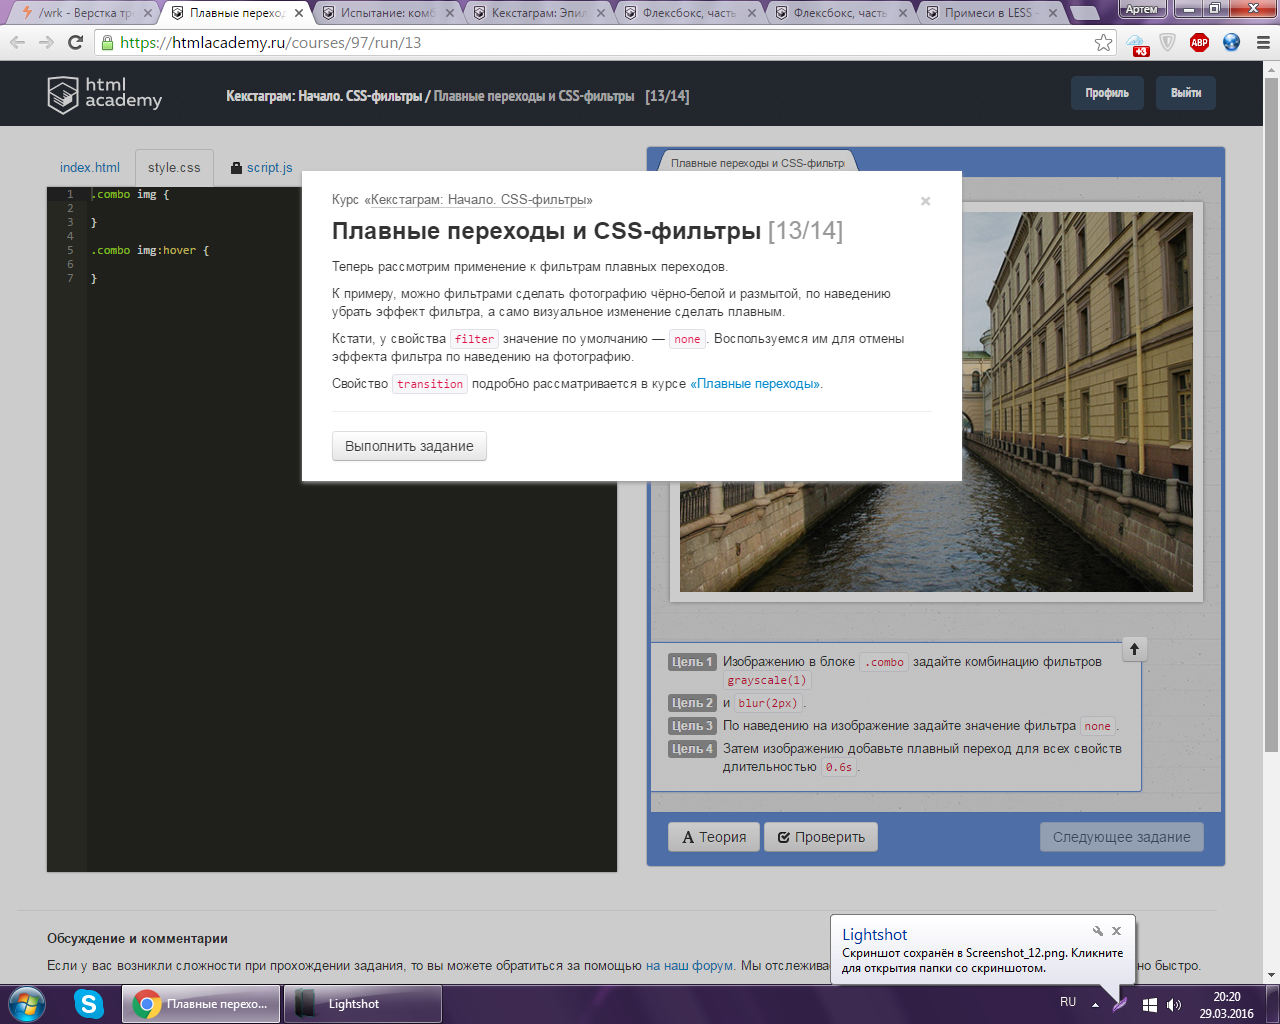 /wrk - Верстка тре
Плавные переход
Испытание: комб
Кекстаграм: Эпил
Флексбокс, часть
Флексбокс, часть
Примеси в LESS -
Артем
https://htmlacademy.ru/courses/97/run/13
+3
ABP
html
academy
Кекстаграм: Начало. CSS-фильтры / Плавные переходы и CSS-фильтры [13/14]
Профиль
Выйти
index.html
style.css
script.js
Плавные переходы и CSS-фильтр
1 .combo img {
2
3 }
4
5 .combo img:hover {
6
7 }
Курс «Кекстаграм: Начало. CSS-фильтры»
Плавные переходы и CSS-фильтры [13/14]
Теперь рассмотрим применение к фильтрам плавных переходов.
К примеру, можно фильтрами сделать фотографию чёрно-белой и размытой, по наведению
убрать эффект фильтра, а само визуальное изменение сделать плавным.
Кстати, у свойства filter значение по умолчанию — none. Воспользуемся им для отмены
эффекта фильтра по наведению на фотографию.
Свойство transition подробно рассматривается в курсе «Плавные переходы».
Выполнить задание
Цель 1 Изображению в блоке .combo задайте комбинацию фильтров
grayscale(1)
Цель 2 и blur(2px).
Цель 3 По наведению на изображение задайте значение фильтра none.
Цель 4 Затем изображению добавьте плавный переход для всех свойств
длительностью 0.6s.
Теория
Проверить
Следующее задание
Обсуждение и комментарии
Если у вас возникли сложности при прохождении задания, то вы можете обратиться за помощью на наш форум. Мы отслежива
но быстро.
Lightshot
Скриншот сохранён в Screenshot_12.png. Кликните
для открытия папки со скриншотом.
Плавные перехо...
Lightshot
RU
20:20
29.03.2016